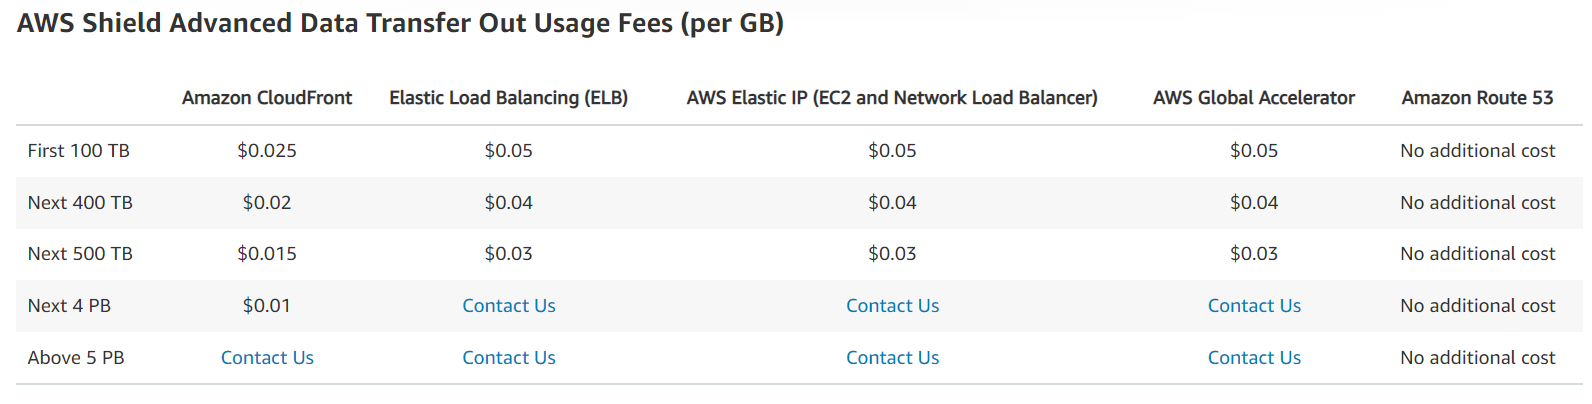 AWS Shield Advanced Data Transfer Out Usage Fees (per GB)
Amazon CloudFront Elastic Load Balancing (ELB) AWS Elastic IP (EC2 and Network Load Balancer) AWS Global Accelerator Amazon Route 53
First 100 TB $0.025 $0.05 $0.05 $0.05 No additional cost
Next 400 TB $0.02 $0.04 $0.04 $0.04 No additional cost
Next 500 TB $0.015 $0.03 $0.03 $0.03 No additional cost
Next 4 PB $0.01 Contact Us Contact Us Contact Us No additional cost
Above 5 PB Contact Us Contact Us Contact Us Contact Us No additional cost